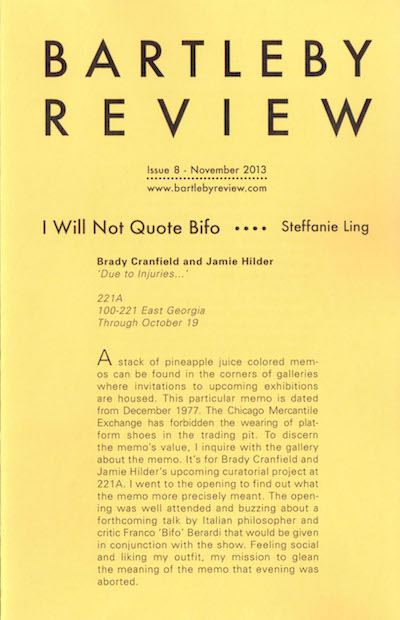 BARTLEBY
REVIEW
Issue 8 - November 2013
www.bartlebyreview.com
I Will Not Quote Bifo •••• Steffanie Ling
Brady Cranfield and Jamie Hilder
'Due to Injuries...'
221A
100-221 East Georgia
Through October 19
A stack of pineapple juice colored mem-
os can be found in the corners of galleries
where invitations to upcoming exhibitions
are housed. This particular memo is dated
from December 1977. The Chicago Mercantile
Exchange has forbidden the wearing of plat-
form shoes in the trading pit. To discern
the memo's value, I inquire with the gallery
about the memo. It's for Brady Cranfield and
Jamie Hilder's upcoming curatorial project at
221A. I went to the opening to find out what
the memo more precisely meant. The open-
ing was well attended and buzzing about a
forthcoming talk by Italian philosopher and
critic Franco 'Bifo' Berardi that would be given
in conjunction with the show. Feeling social
and liking my outfit, my mission to glean
the meaning of the memo that evening was
aborted.